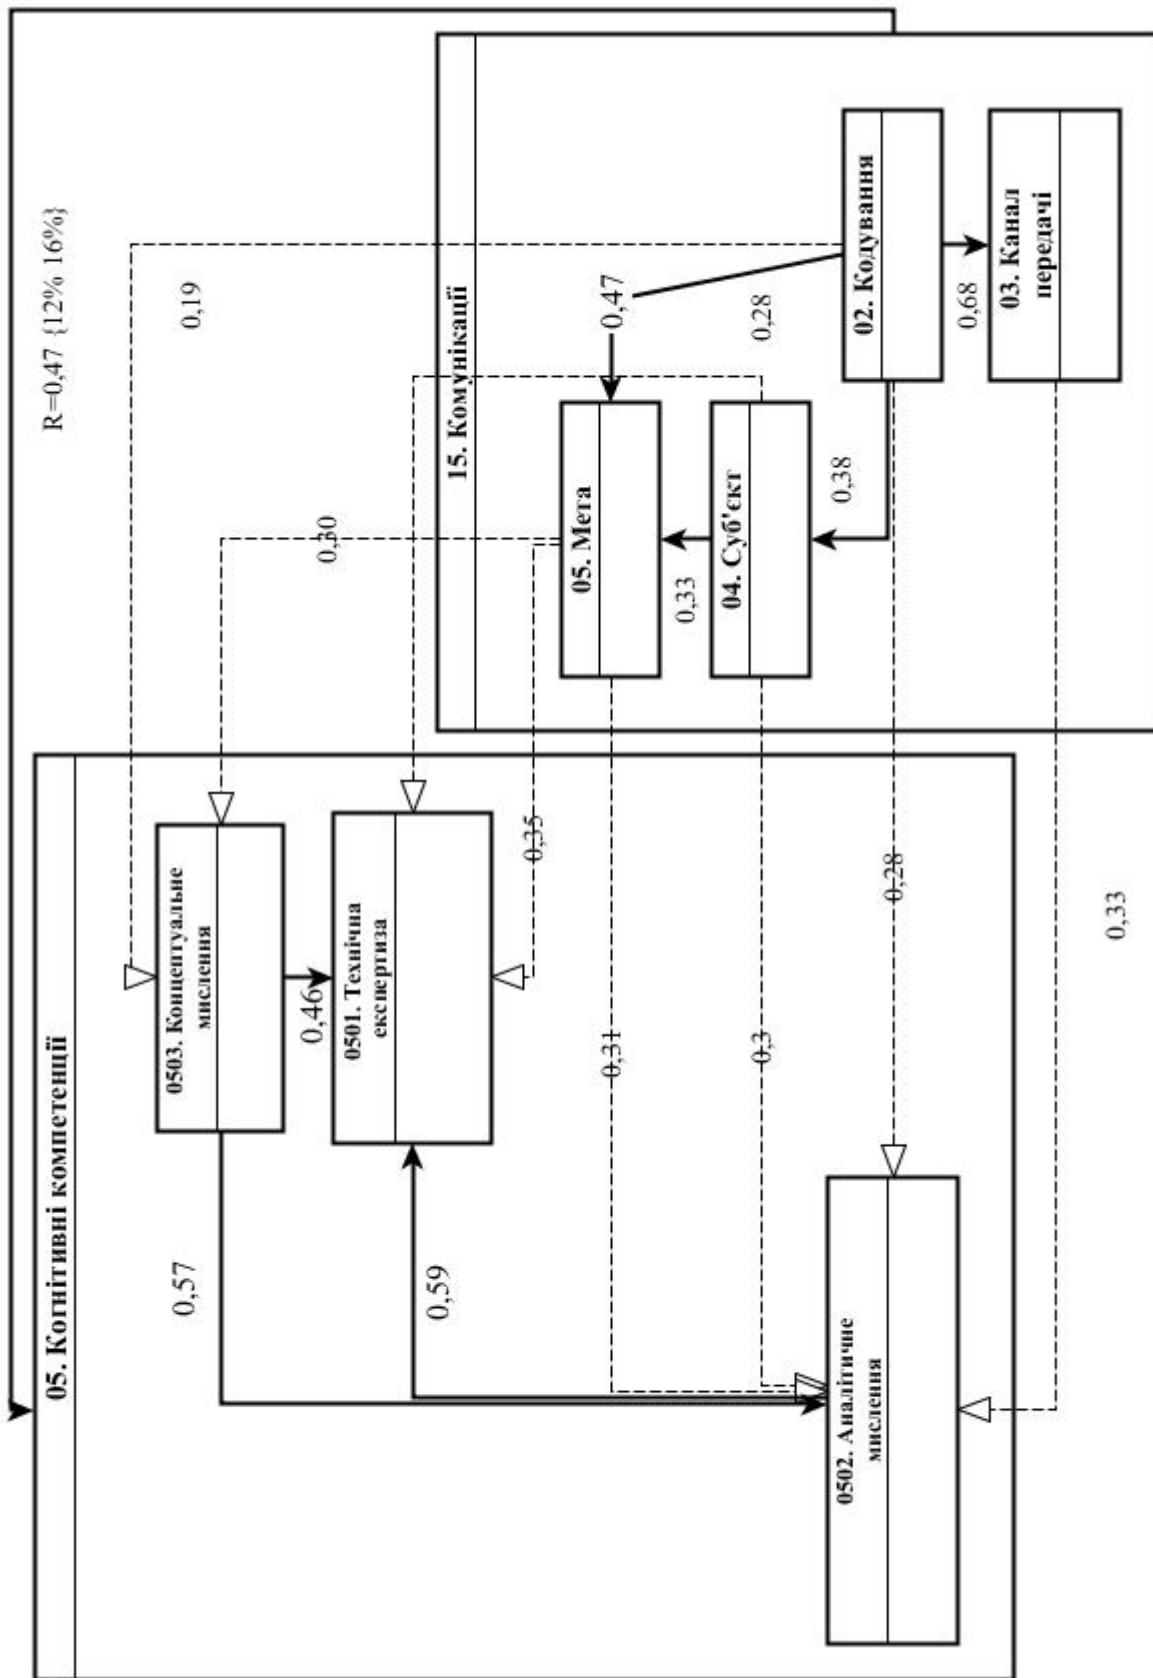 R=0,47 {12% 16%}
05. Когнітивні компетенції
0503. Концептуальне
мислення
0501. Технічна
експертиза
0502. Аналітичне
мислення
15. Комунікації
05. Мета
04. Суб'єкт
02. Кодування
03. Канал
передачі
0,19
0,30
0,47
0,28
0,68
0,38
0,33
0,35
0,46
0,57
0,59
0,31
0,3
0,28
0,33